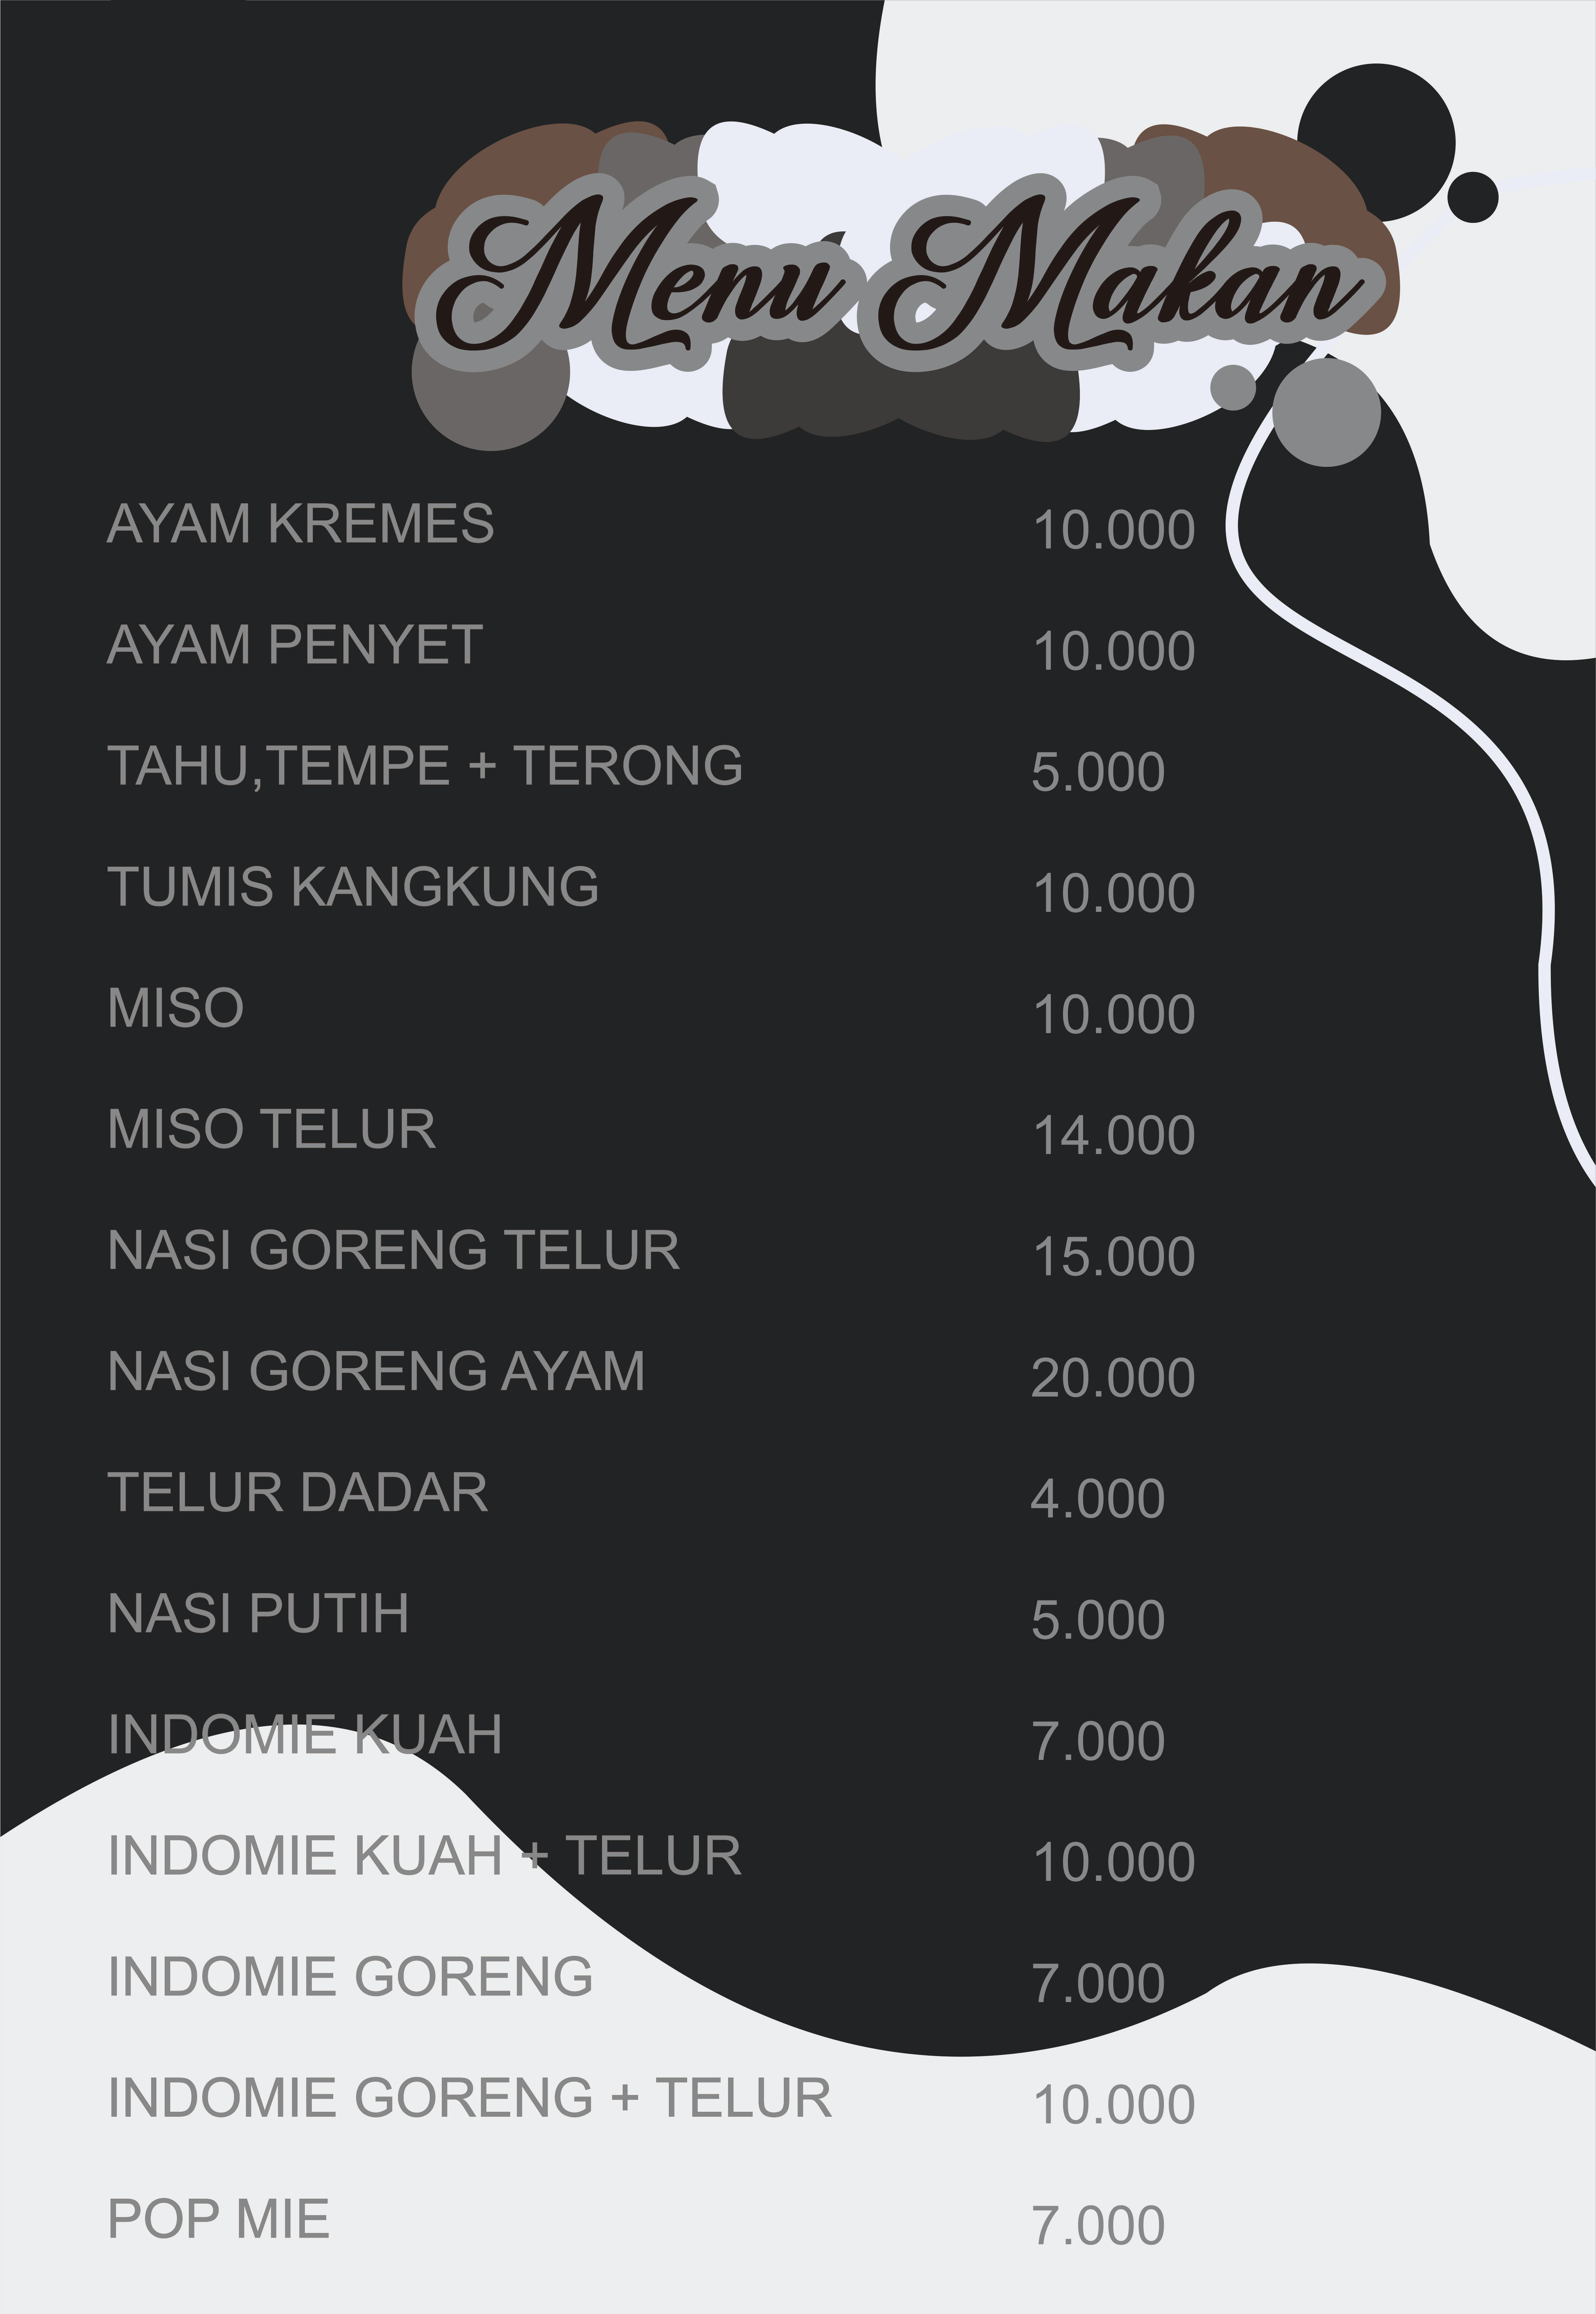 Menu Makan
AYAM KREMES 10.000
AYAM PENYET 10.000
TAHU,TEMPE + TERONG 5.000
TUMIS KANGKUNG 10.000
MISO 10.000
MISO TELUR 14.000
NASI GORENG TELUR 15.000
NASI GORENG AYAM 20.000
TELUR DADAR 4.000
NASI PUTIH 5.000
INDOMIE KUAH 7.000
INDOMIE KUAH + TELUR 10.000
INDOMIE GORENG 7.000
INDOMIE GORENG + TELUR 10.000
POP MIE 7.000